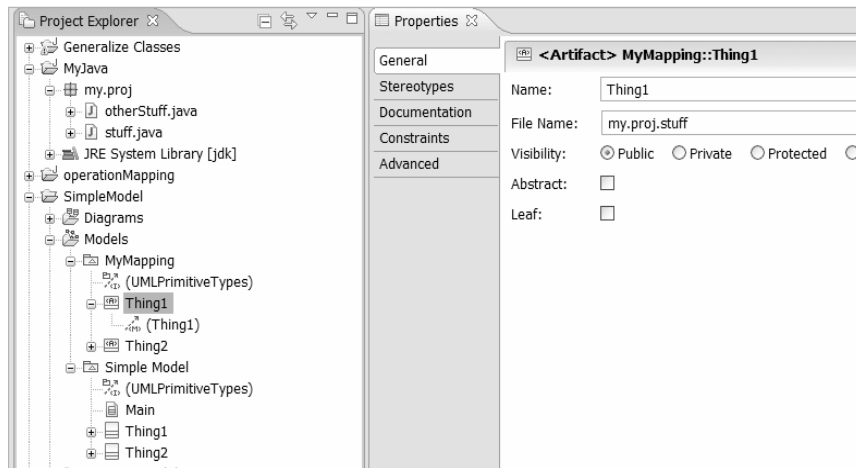 Project Explorer
Generalize Classes
MyJava
my.proj
otherStuff.java
stuff.java
JRE System Library [jdk]
operationMapping
SimpleModel
Diagrams
Models
MyMapping
(UMLPrimitiveTypes)
Thing1
(Thing1)
Thing2
Simple Model
(UMLPrimitiveTypes)
Main
Thing1
Thing2
Properties
General
Stereotypes
Documentation
Constraints
Advanced
<Artifact> MyMapping::Thing1
Name: Thing1
File Name: my.proj.stuff
Visibility: Public Private Protected
Abstract:
Leaf: